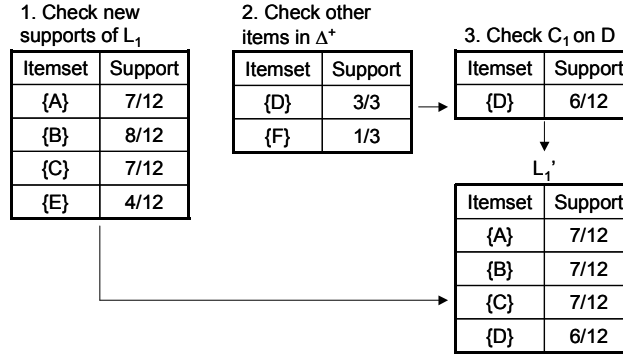 1. Check new
supports of L1
Itemset Support
{A} 7/12
{B} 8/12
{C} 7/12
{E} 4/12
2. Check other
items in Δ+
Itemset Support
{D} 3/3
{F} 1/3
3. Check C1 on D
Itemset Support
{D} 6/12
L1’
Itemset Support
{A} 7/12
{B} 7/12
{C} 7/12
{D} 6/12